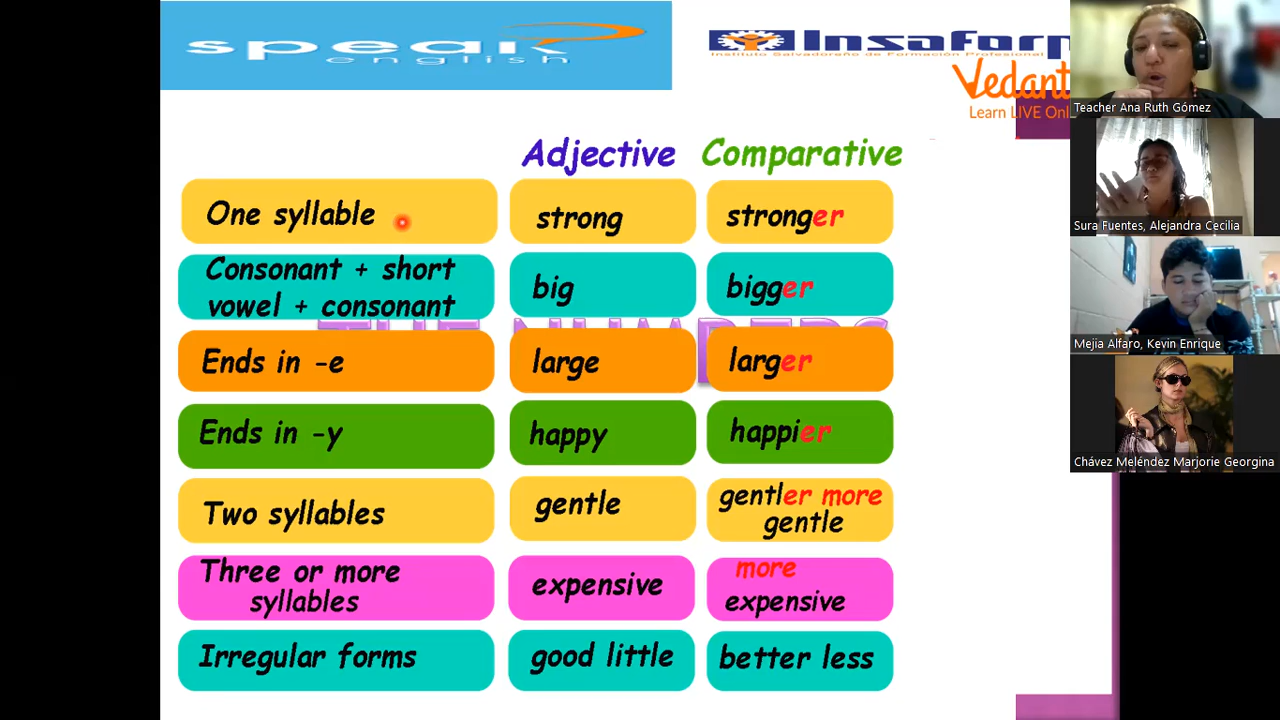 speak
english
Insaforp
Instituto Salvadoreño de Formación Profesional
Vedant
Learn LIVE Onl
Adjective Comparative
One syllable strong stronger
Consonant + short
vowel + consonant big bigger
Ends in -e large larger
Ends in -y happy happier
Two syllables gentle gentler more
gentle
Three or more
syllables expensive more
expensive
Irregular forms good little better less
THE NUMBERS
Teacher Ana Ruth Gómez
Sura Fuentes, Alejandra Cecilia
Mejia Alfaro, Kevin Enrique
Chávez Meléndez Marjorie Georgina